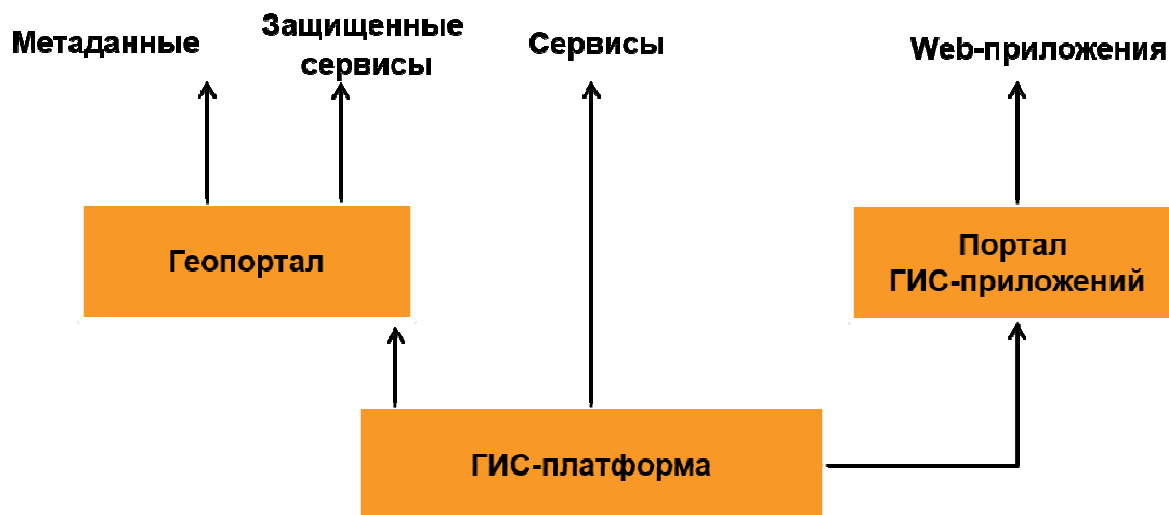 Метаданные
Защищенные
сервисы
Сервисы
Web-приложения
Геопортал
Портал
ГИС-приложений
ГИС-платформа